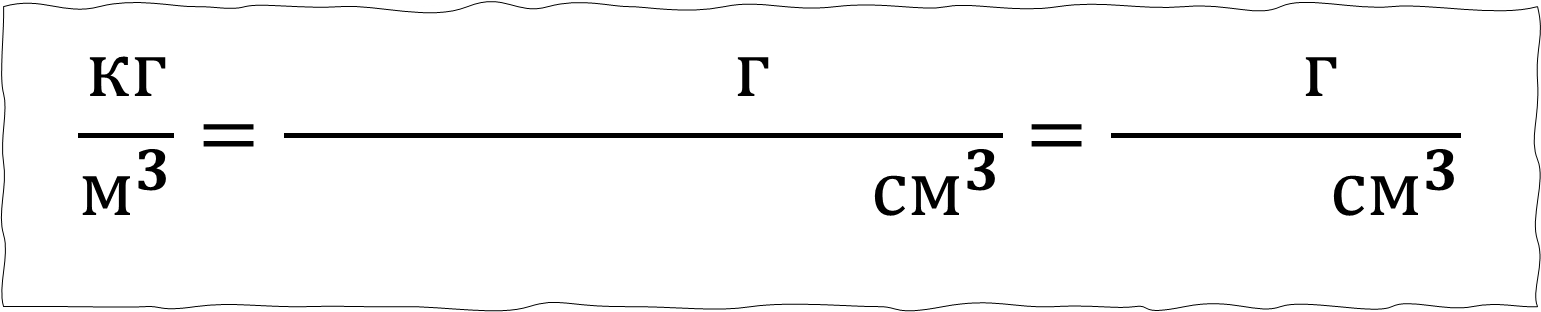 кг/м³ = г/см³ = г/см³